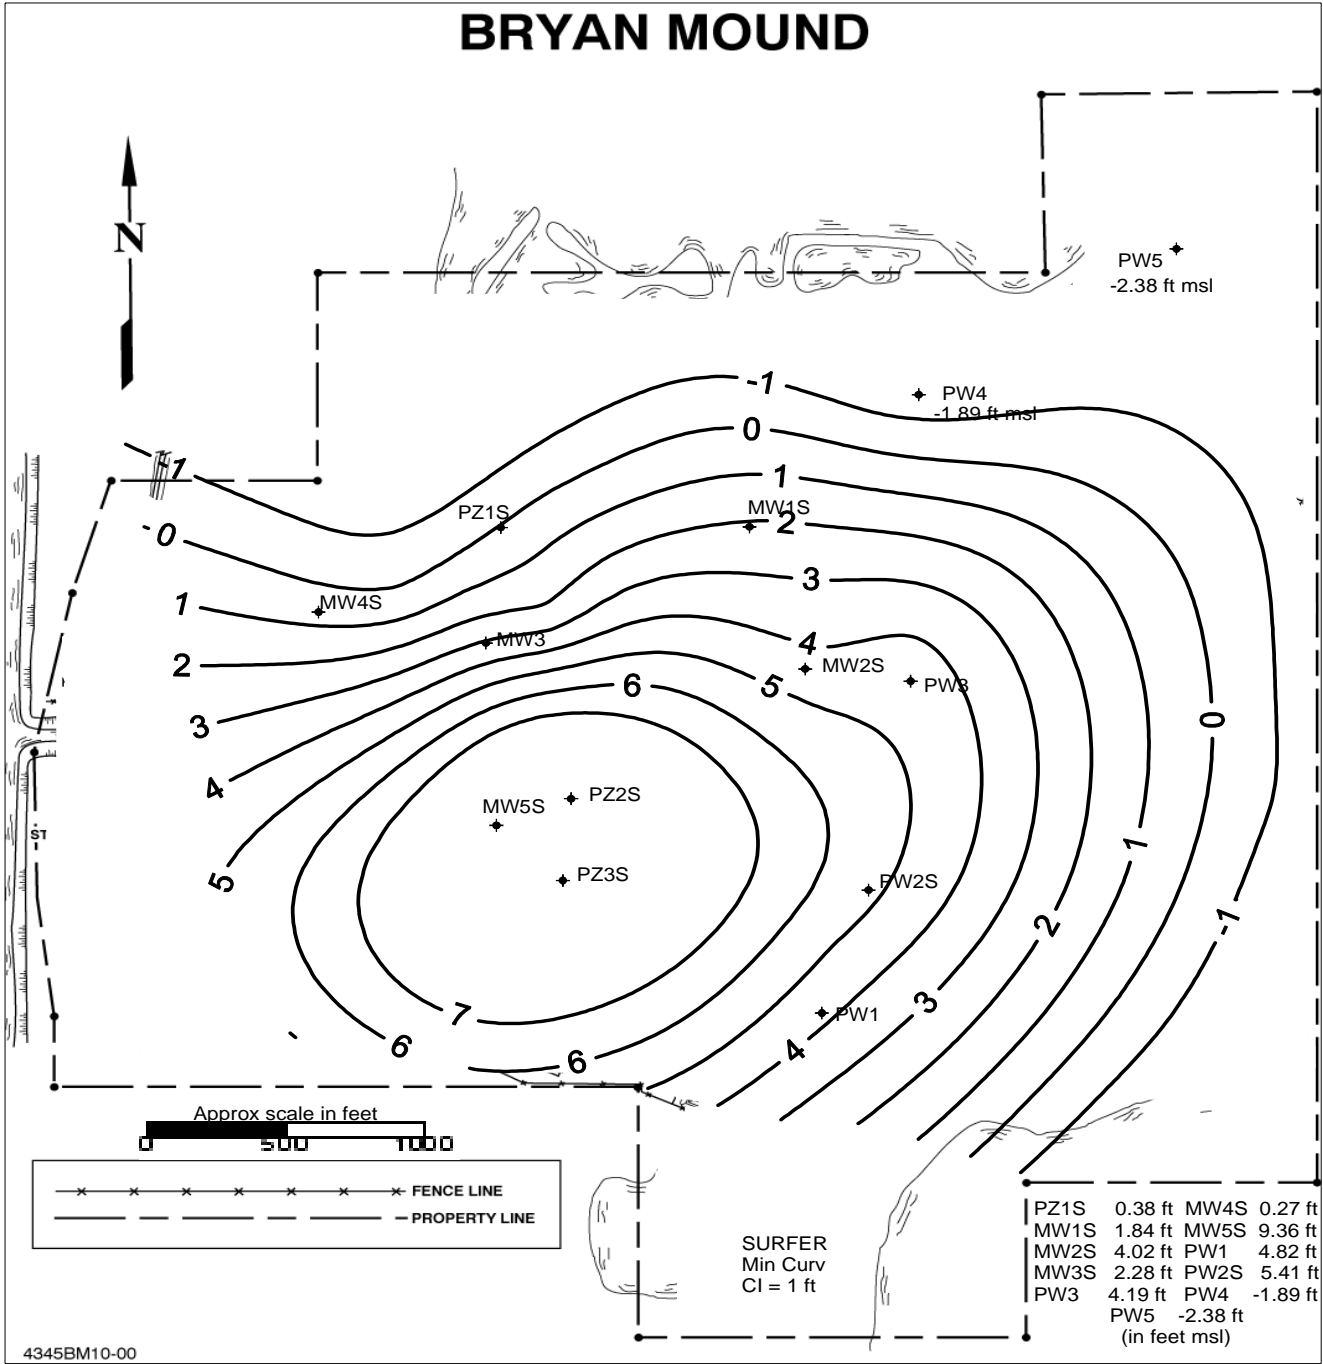 BRYAN MOUND
N
PW5
-2.38 ft msl
-1
PW4
-1.89 ft msl
0
-1
1
PZ1S
MW1S
2
-0
3
MW4S
1
MW3
4
2
MW2S
6
5
PW3
3
0
4
PZ2S
MW5S
ST
1
5
PZ3S
PW2S
2
-1
7
3
PW1
6
6
4
Approx scale in feet
0 500 1000
FENCE LINE
PROPERTY LINE
SURFER
Min Curv
CI = 1 ft
PZ1S 0.38 ft MW4S 0.27 ft
MW1S 1.84 ft MW5S 9.36 ft
MW2S 4.02 ft PW1 4.82 ft
MW3S 2.28 ft PW2S 5.41 ft
PW3 4.19 ft PW4 -1.89 ft
PW5 -2.38 ft
(in feet msl)
4345BM10-00